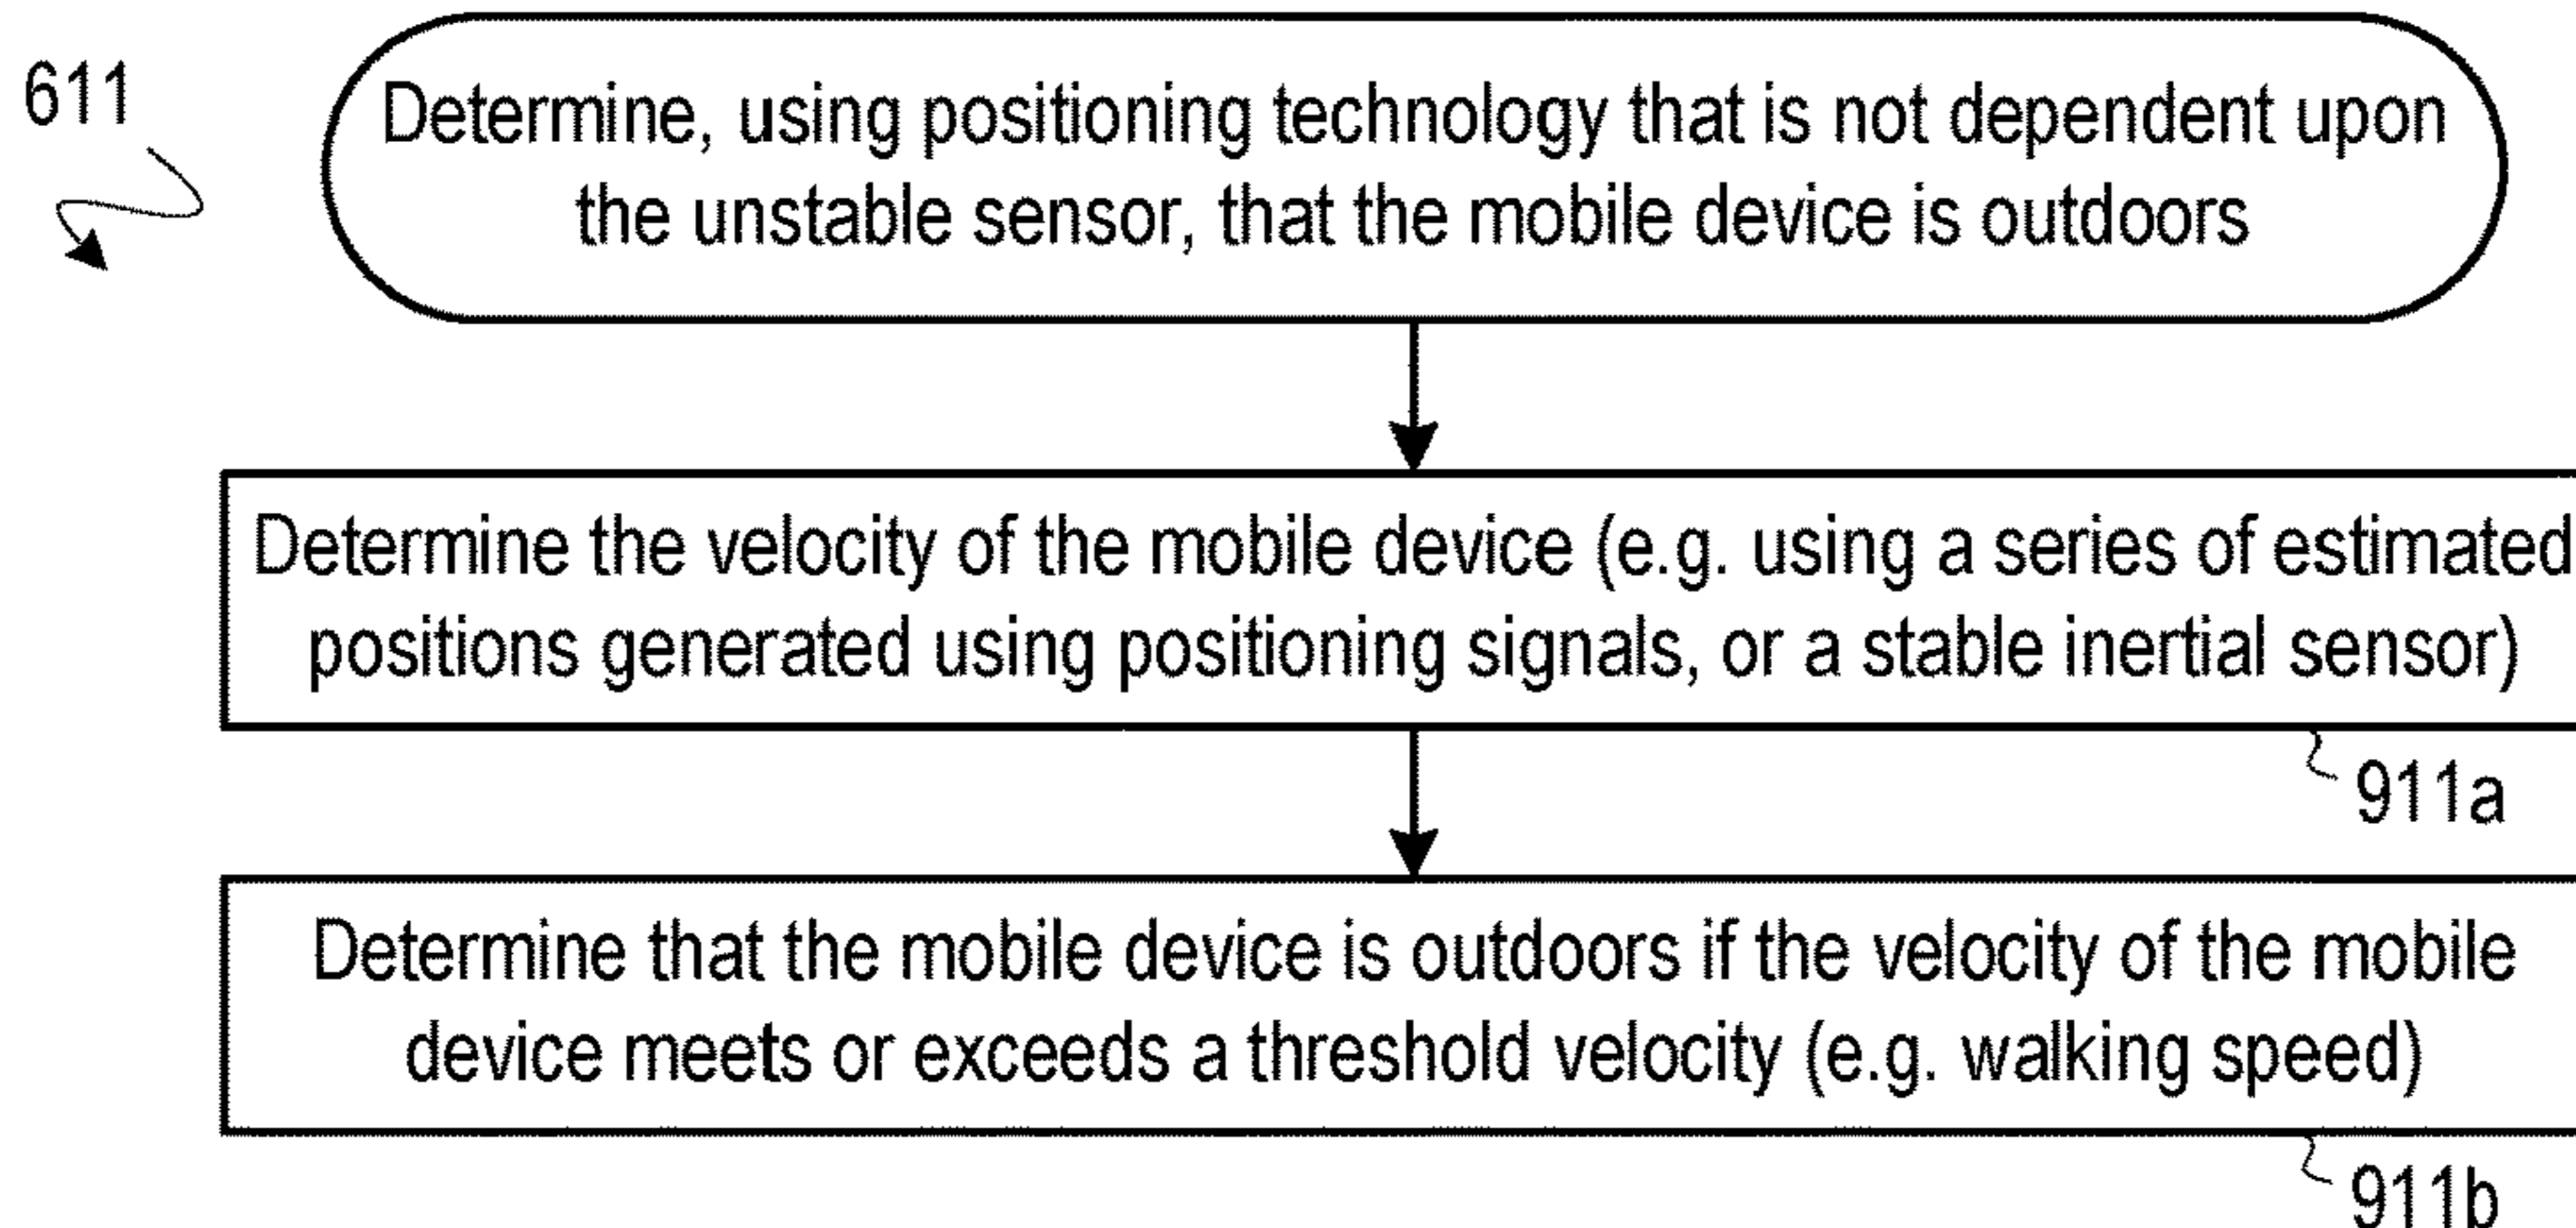 611
Determine, using positioning technology that is not dependent upon
the unstable sensor, that the mobile device is outdoors
Determine the velocity of the mobile device (e.g. using a series of estimated
positions generated using positioning signals, or a stable inertial sensor)
911a
Determine that the mobile device is outdoors if the velocity of the mobile
device meets or exceeds a threshold velocity (e.g. walking speed)
911b